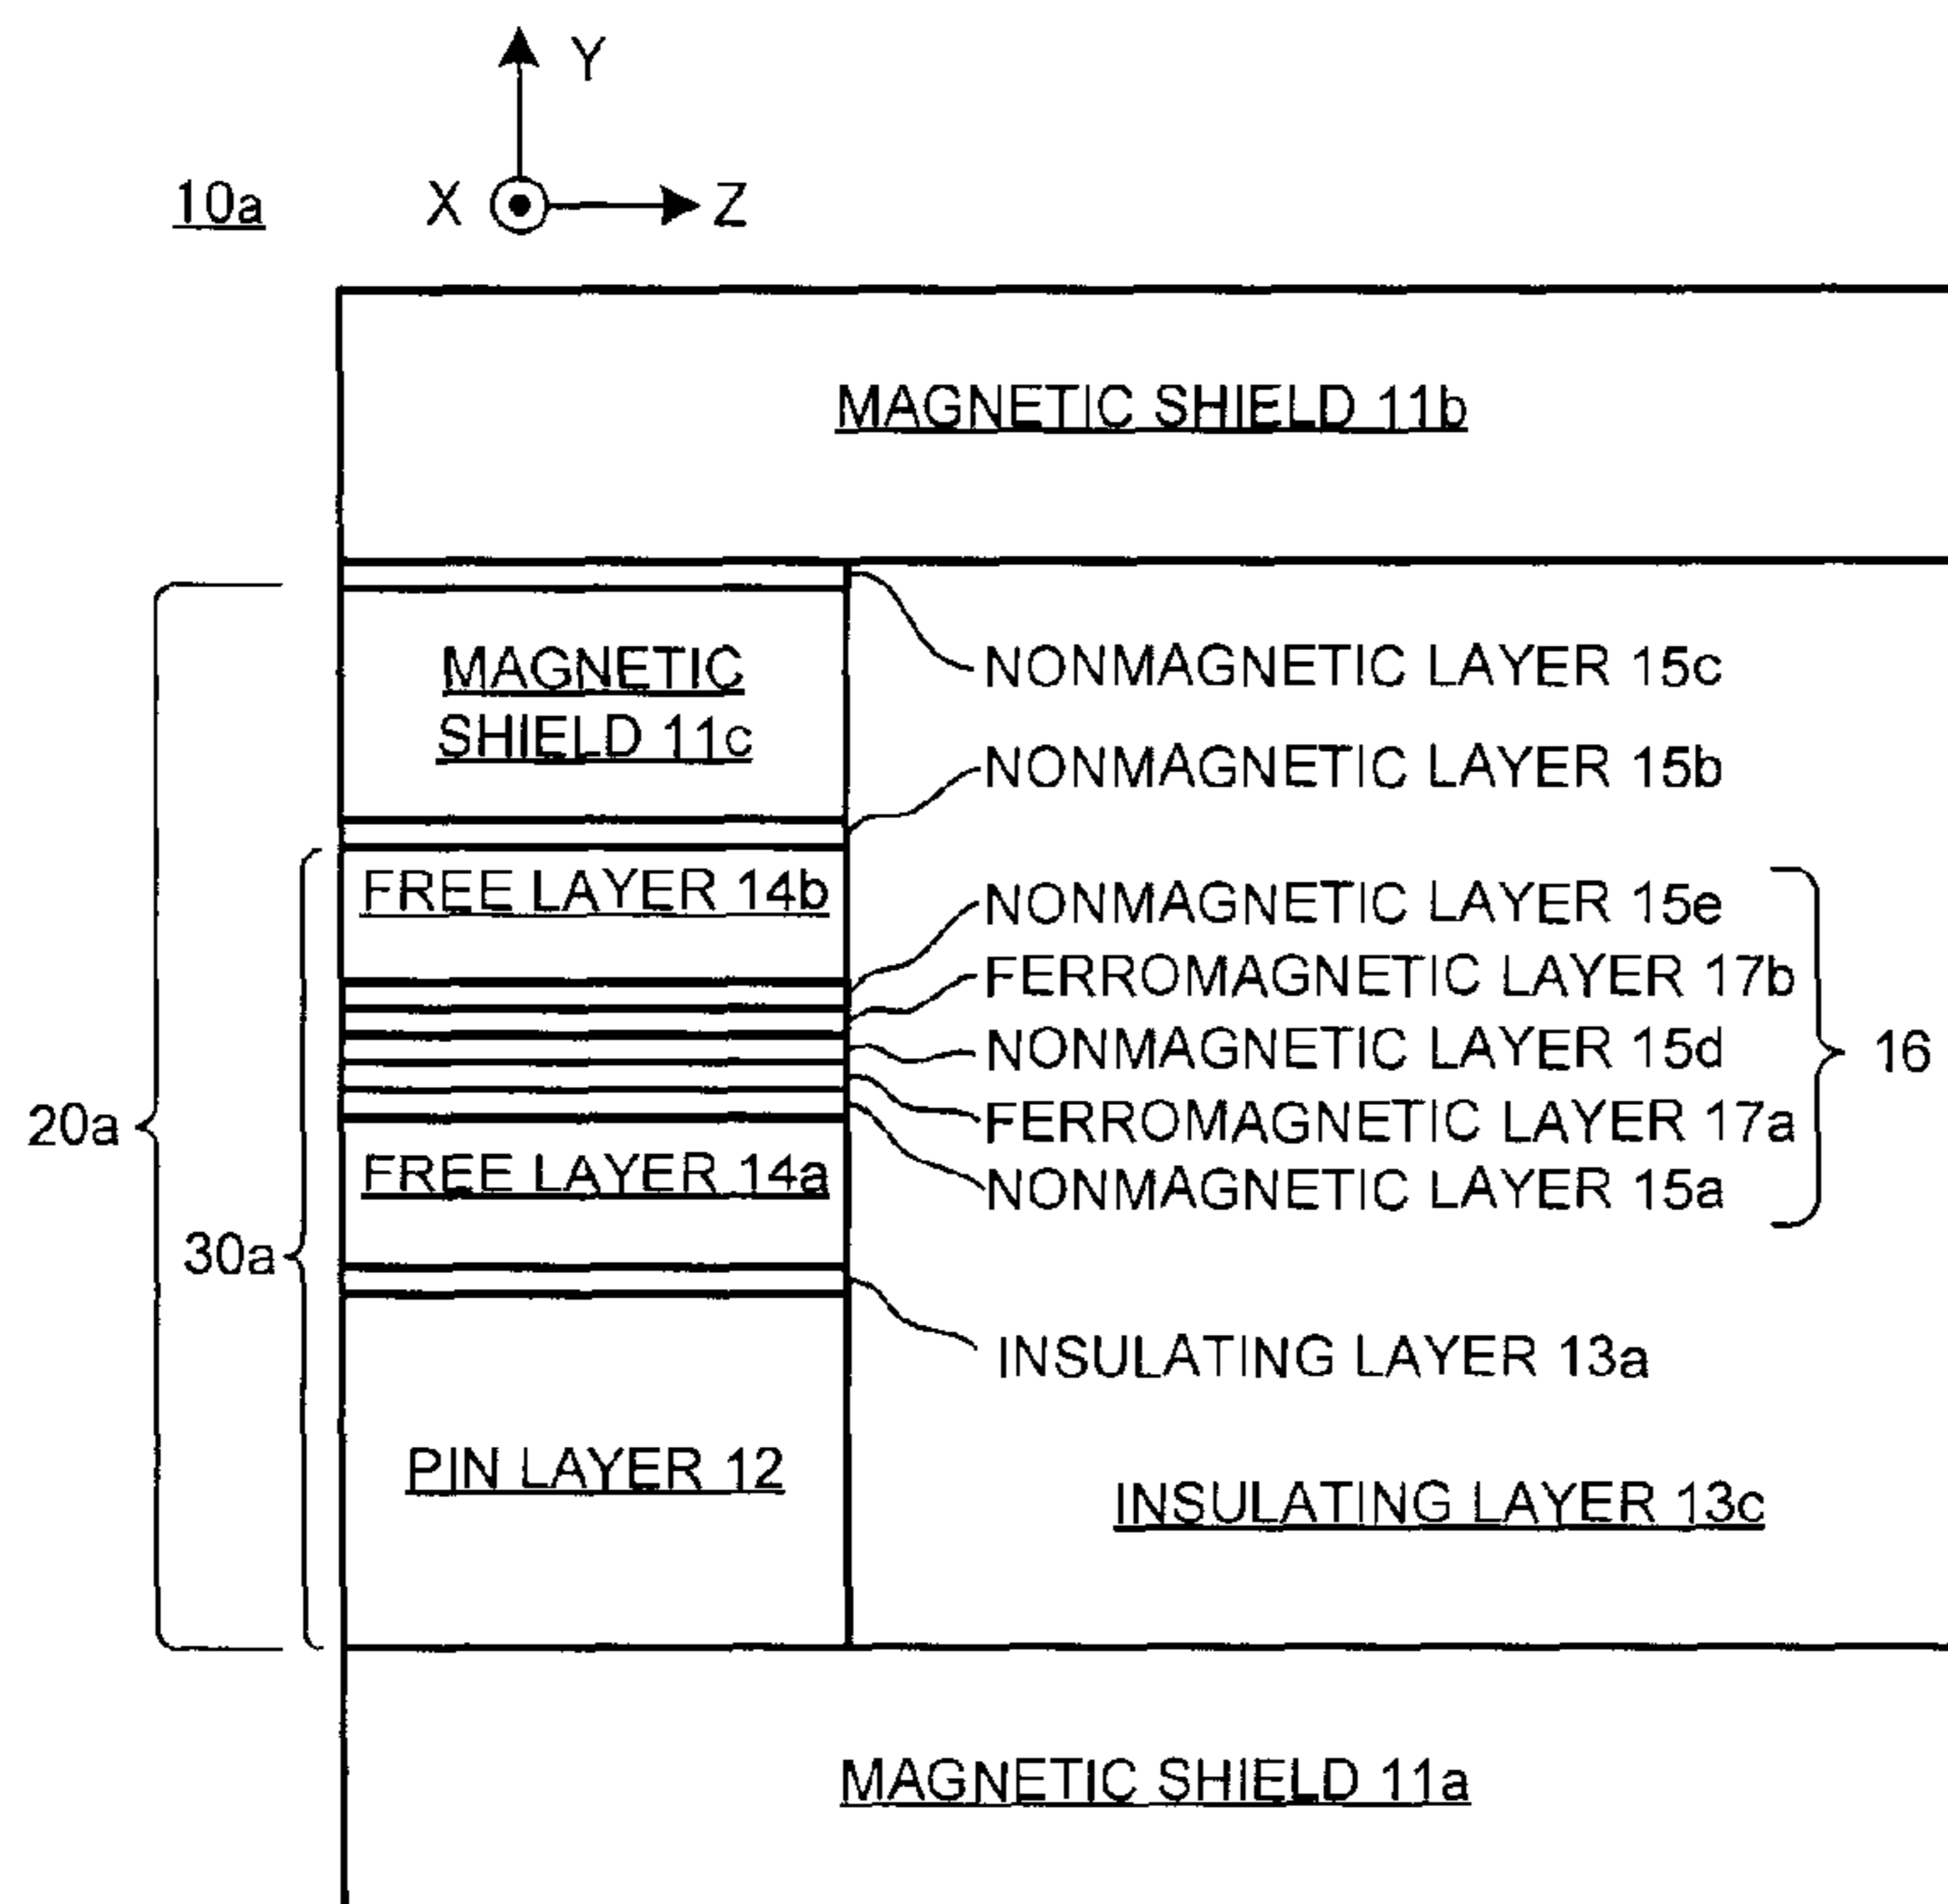 Y
10a
X
Z
MAGNETIC SHIELD 11b
MAGNETIC
SHIELD 11c
NONMAGNETIC LAYER 15c
NONMAGNETIC LAYER 15b
FREE LAYER 14b
NONMAGNETIC LAYER 15e
FERROMAGNETIC LAYER 17b
NONMAGNETIC LAYER 15d
16
20a
FERROMAGNETIC LAYER 17a
FREE LAYER 14a
NONMAGNETIC LAYER 15a
30a
INSULATING LAYER 13a
PIN LAYER 12
INSULATING LAYER 13c
MAGNETIC SHIELD 11a